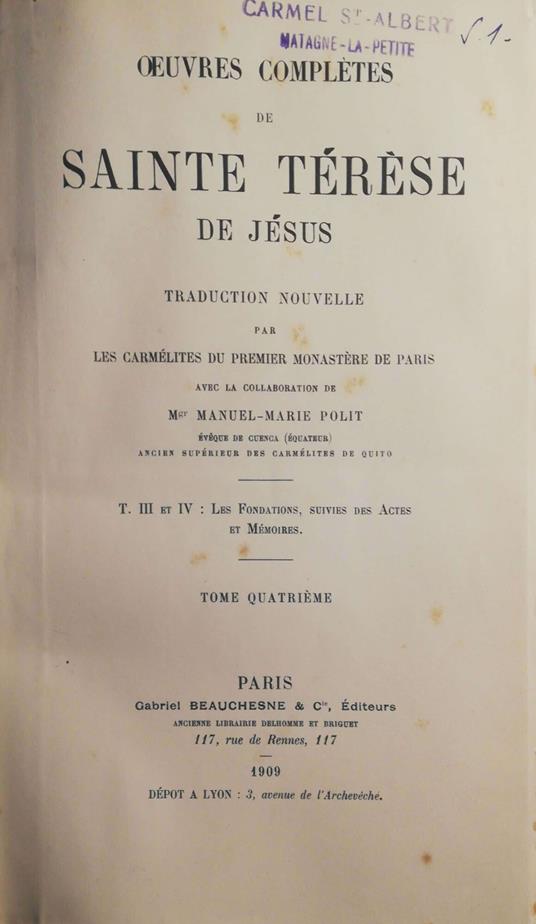 CARMEL St-ALBERT
MATAGNE-LA-PETITE
S.1-
ŒUVRES COMPLÈTES
DE
SAINTE TÉRÈSE
DE JÉSUS
TRADUCTION NOUVELLE
PAR
LES CARMÉLITES DU PREMIER MONASTÈRE DE PARIS
AVEC LA COLLABORATION DE
Mgr MANUEL-MARIE POLIT
ÉVÊQUE DE CUENCA (ÉQUATEUR)
ANCIEN SUPÉRIEUR DES CARMÉLITES DE QUITO
T. III ET IV : LES FONDATIONS, SUIVIES DES ACTES
ET MÉMOIRES.
TOME QUATRIÈME
PARIS
Gabriel BEAUCHESNE & Cie, Éditeurs
ANCIENNE LIBRAIRIE DELHOMME ET BRIGUET
117, rue de Rennes, 117
1909
DÉPOT A LYON : 3, avenue de l'Archevêché.